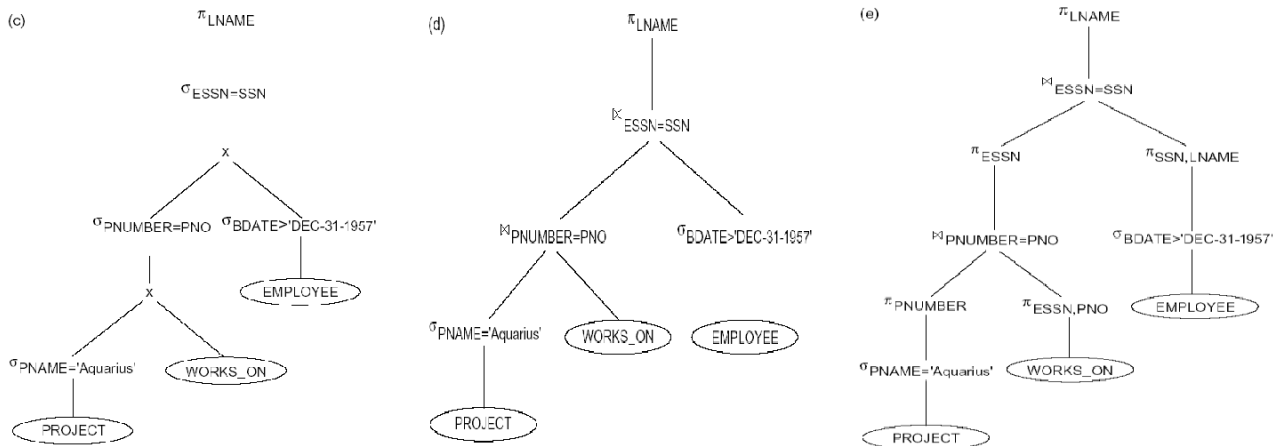 (c)
πLNAME
σESSN=SSN
x
σPNUMBER=PNO
σBDATE>'DEC-31-1957'
EMPLOYEE
x
σPNAME='Aquarius'
WORKS_ON
PROJECT
(d)
πLNAME
⋈ESSN=SSN
⋈PNUMBER=PNO
σBDATE>'DEC-31-1957'
σPNAME='Aquarius'
WORKS_ON
EMPLOYEE
PROJECT
(e)
πLNAME
⋈ESSN=SSN
πESSN
πSSN,LNAME
⋈PNUMBER=PNO
σBDATE>'DEC-31-1957'
πPNUMBER
πESSN,PNO
EMPLOYEE
σPNAME='Aquarius'
WORKS_ON
PROJECT